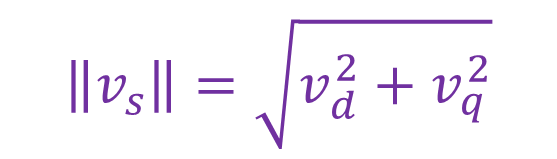 ‖v_s‖ = √(v_d^2 + v_q^2)